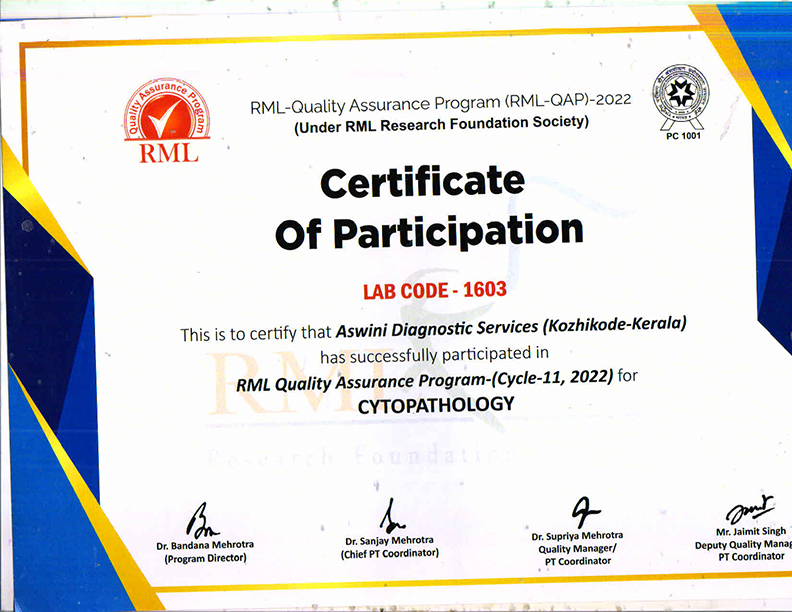 Quality Assurance Program
RML
RML-Quality Assurance Program (RML-QAP)-2022
(Under RML Research Foundation Society)
PC 1001
Certificate
Of Participation
LAB CODE - 1603
This is to certify that Aswini Diagnostic Services (Kozhikode-Kerala)
has successfully participated in
RML Quality Assurance Program-(Cycle-11, 2022) for
CYTOPATHOLOGY
RML
Research Foundation
Dr. Bandana Mehrotra
(Program Director)
Dr. Sanjay Mehrotra
(Chief PT Coordinator)
Dr. Supriya Mehrotra
Quality Manager/
PT Coordinator
Mr. Jaimit Singh
Deputy Quality Manag
PT Coordinator